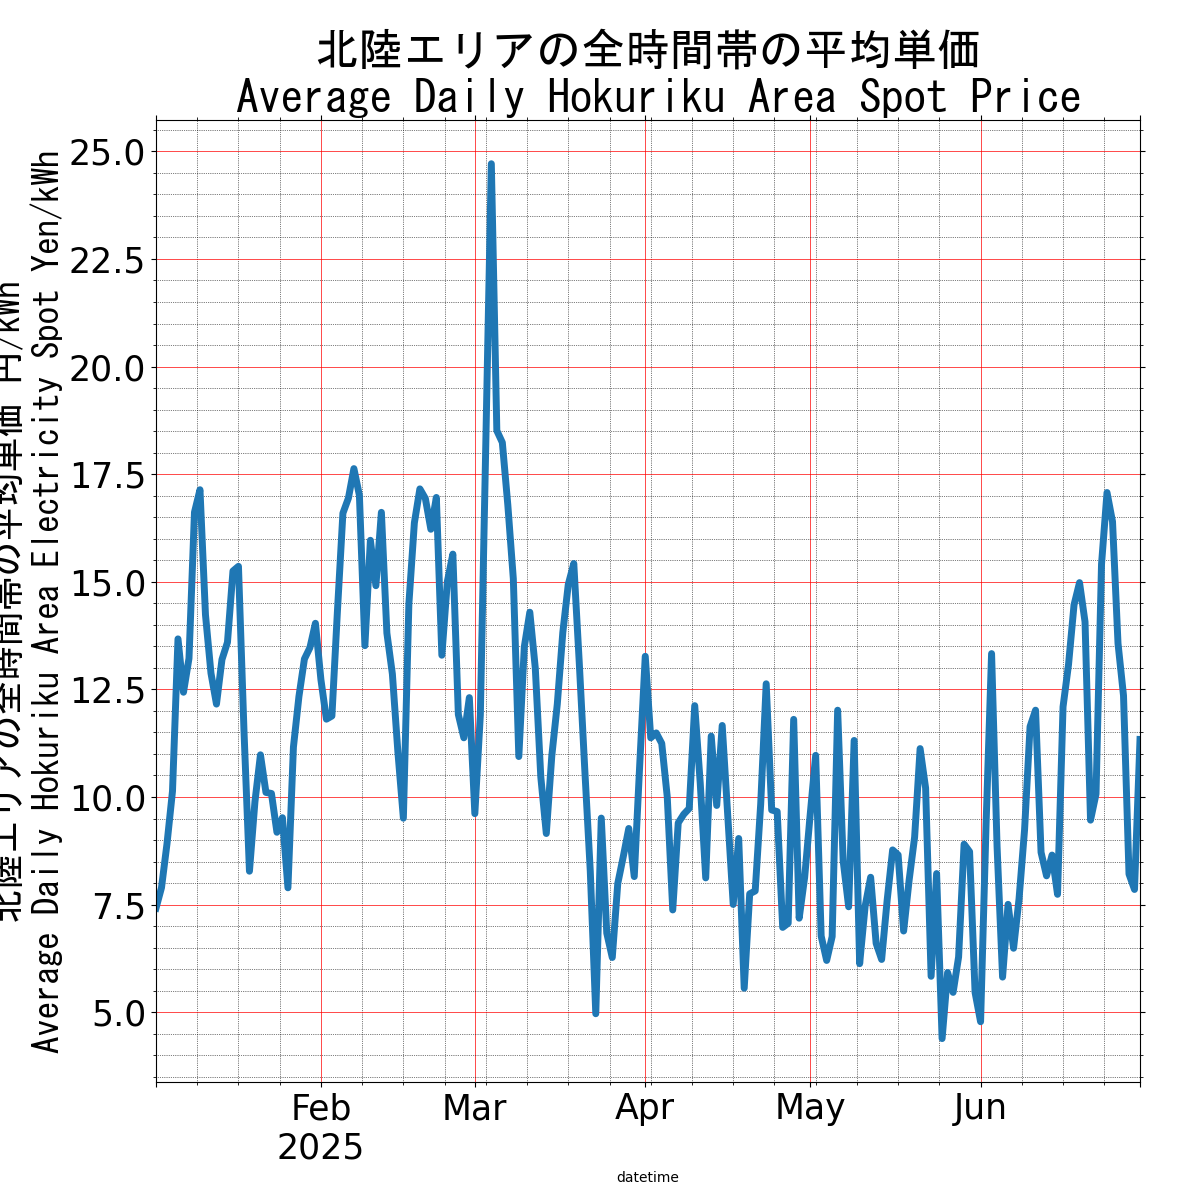 北陸エリアの全時間帯の平均単価
Average Daily Hokuriku Area Spot Price
北陸エリアの全時間帯の平均単価 円/kWh
Average Daily Hokuriku Area Electricity Spot Yen/kWh
25.0
22.5
20.0
17.5
15.0
12.5
10.0
7.5
5.0
Feb
2025
Mar
Apr
May
Jun
datetime